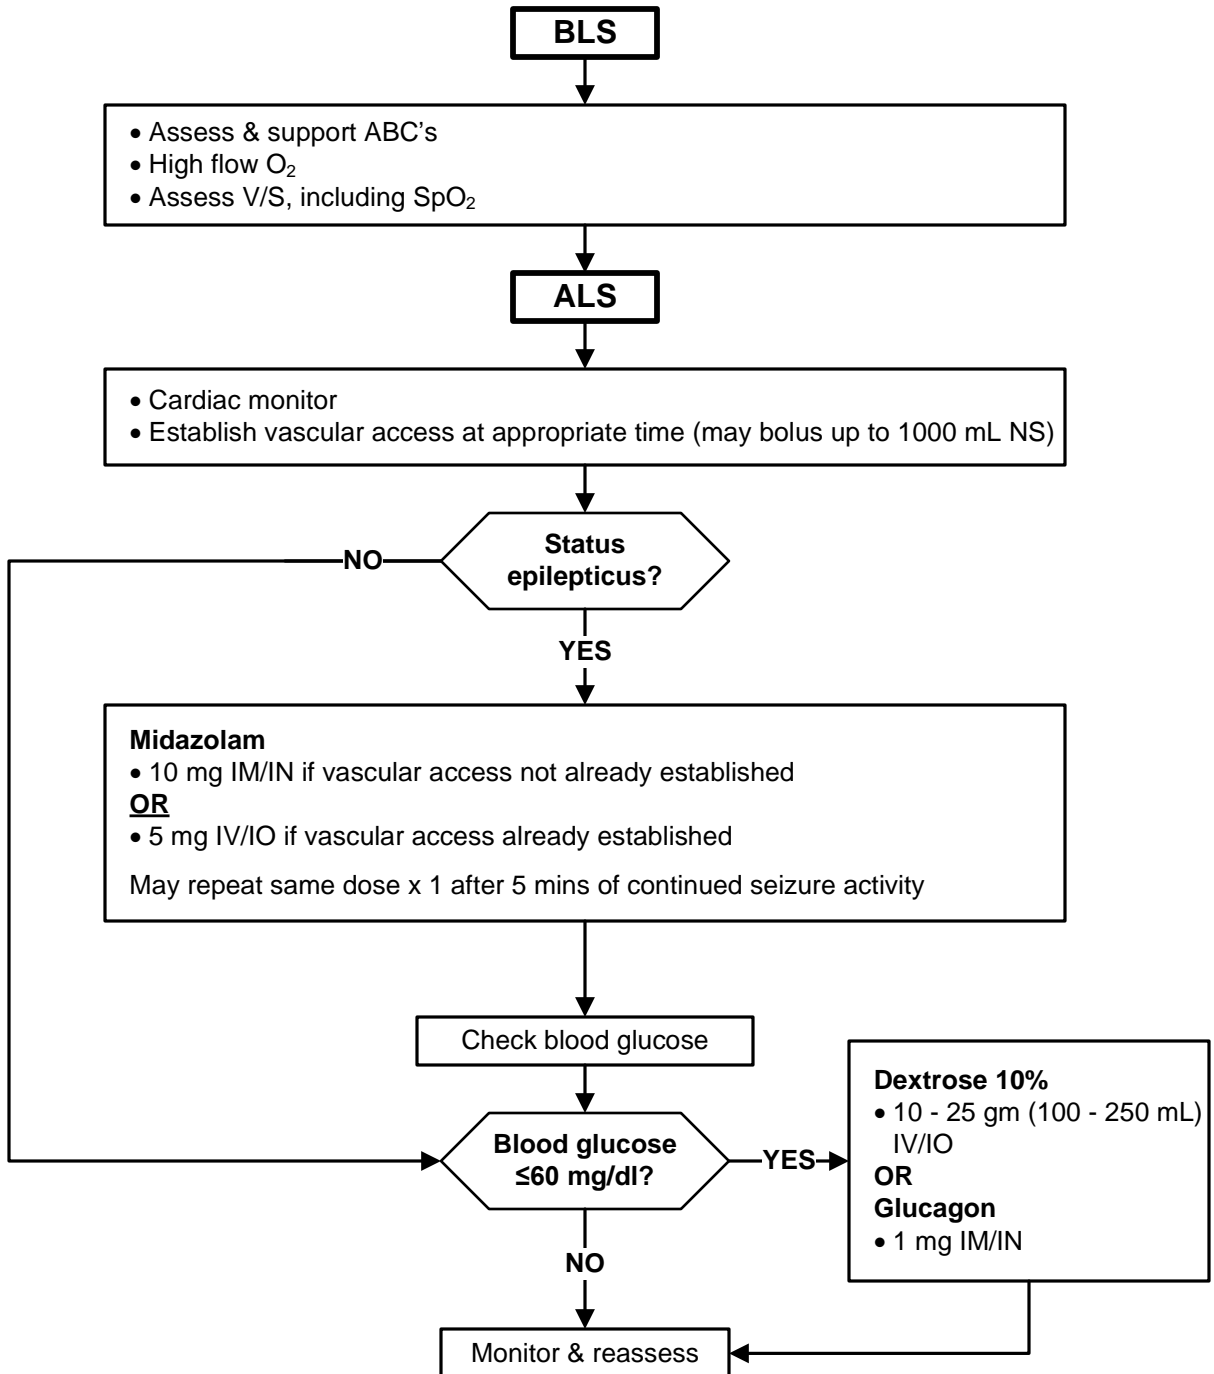 BLS
• Assess & support ABC’s
• High flow O₂
• Assess V/S, including SpO₂
ALS
• Cardiac monitor
• Establish vascular access at appropriate time (may bolus up to 1000 mL NS)
Status
epilepticus?
NO
YES
Midazolam
• 10 mg IM/IN if vascular access not already established
OR
• 5 mg IV/IO if vascular access already established
May repeat same dose x 1 after 5 mins of continued seizure activity
Check blood glucose
Blood glucose
≤60 mg/dl?
YES
Dextrose 10%
• 10 - 25 gm (100 - 250 mL)
IV/IO
OR
Glucagon
• 1 mg IM/IN
NO
Monitor & reassess